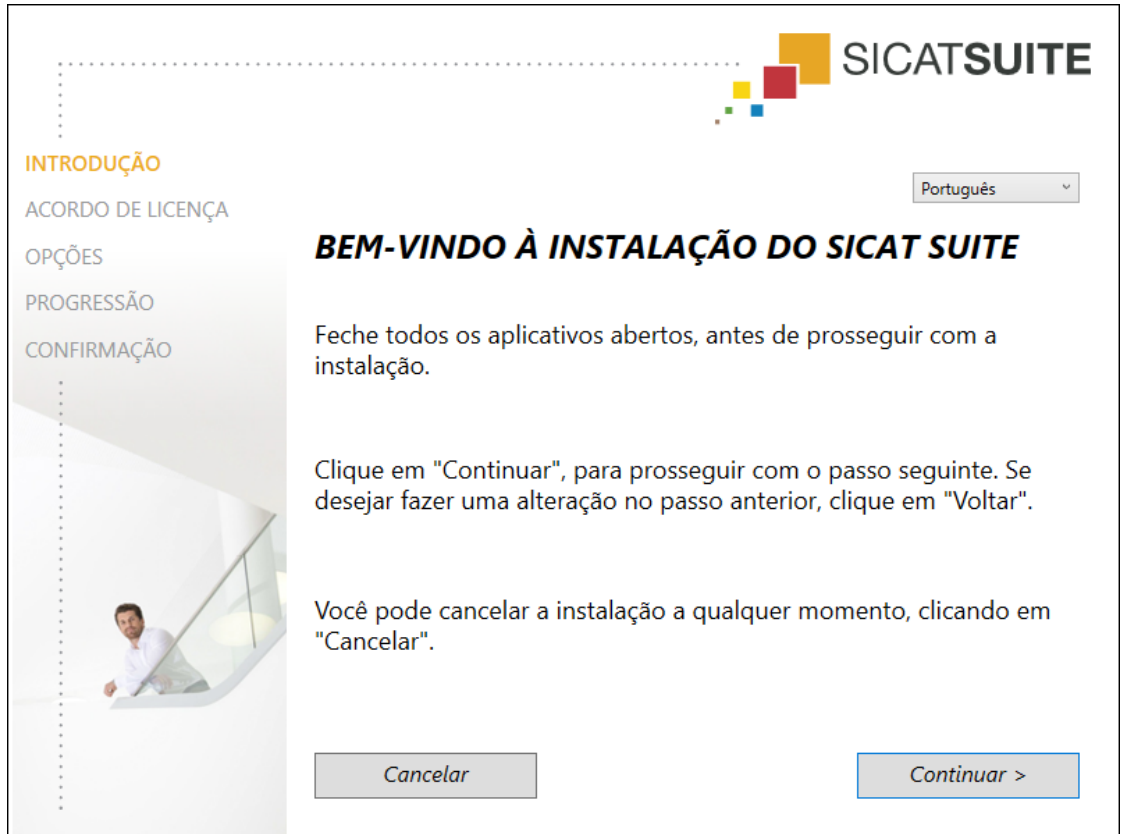 SICATSUITE
INTRODUÇÃO
ACORDO DE LICENÇA
OPÇÕES
PROGRESSÃO
CONFIRMAÇÃO
Português
BEM-VINDO À INSTALAÇÃO DO SICAT SUITE
Feche todos os aplicativos abertos, antes de prosseguir com a
instalação.
Clique em "Continuar", para prosseguir com o passo seguinte. Se
desejar fazer uma alteração no passo anterior, clique em "Voltar".
Você pode cancelar a instalação a qualquer momento, clicando em
"Cancelar".
Cancelar
Continuar >